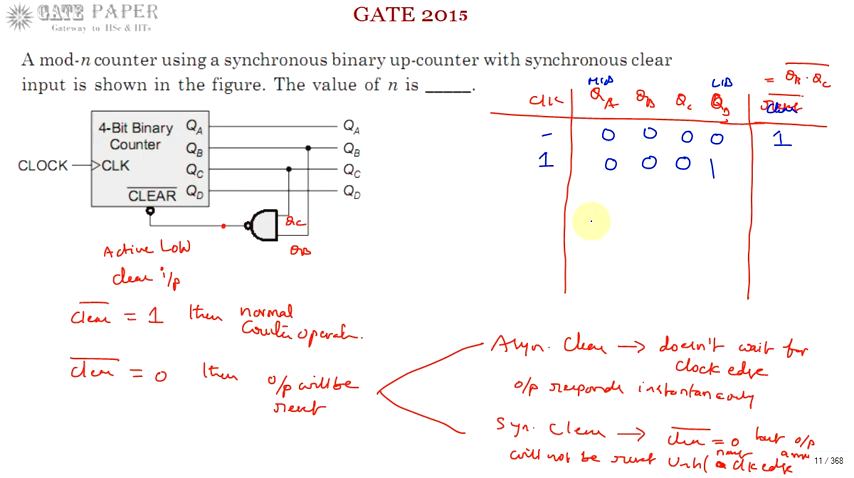 GATE PAPER
Gateway to IISc & IITs
GATE 2015
A mod-n counter using a synchronous binary up-counter with synchronous clear
input is shown in the figure. The value of n is _____.
4-Bit Binary
Counter
CLOCK
>CLK
CLEAR
QA
QB
QC
QD
QA
QB
QC
QD
QC
QB
Active Low
clear i/p
clear = 1 then normal
Counter operatn.
clear = 0 then o/p will be
reset
MSB LSB
= QB · QC
CLK QA QB QC QD
- 0 0 0 0 1
1 0 0 0 1
Asyn. Clear → doesn't wait for
clock edge
o/p responds instantaneously
Syn. Clear → clear = 0 but o/p
will not be reset until next clk edge
11 / 368